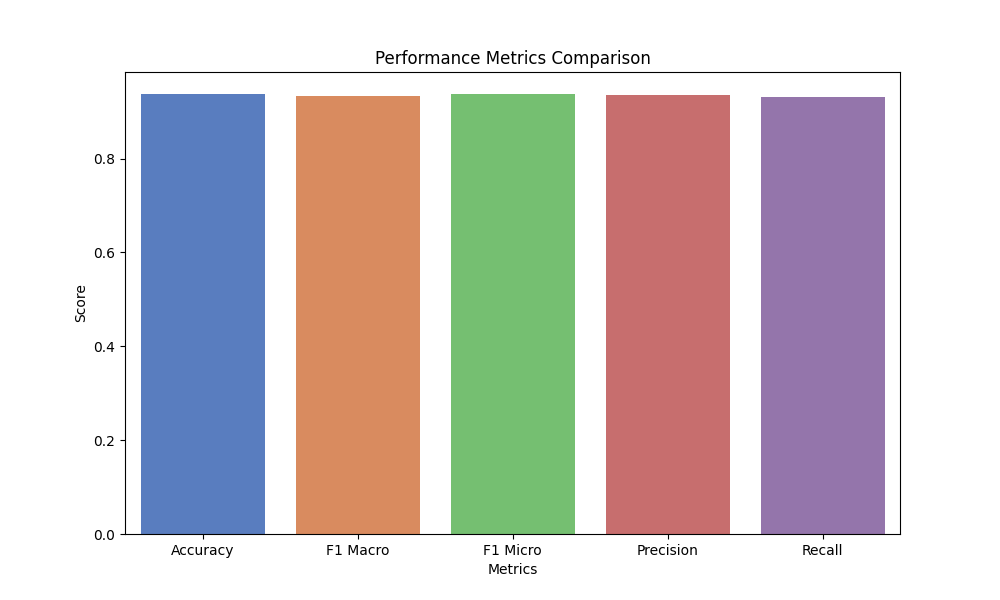 Performance Metrics Comparison
Score
0.8
0.6
0.4
0.2
0.0
Accuracy F1 Macro F1 Micro Precision Recall
Metrics